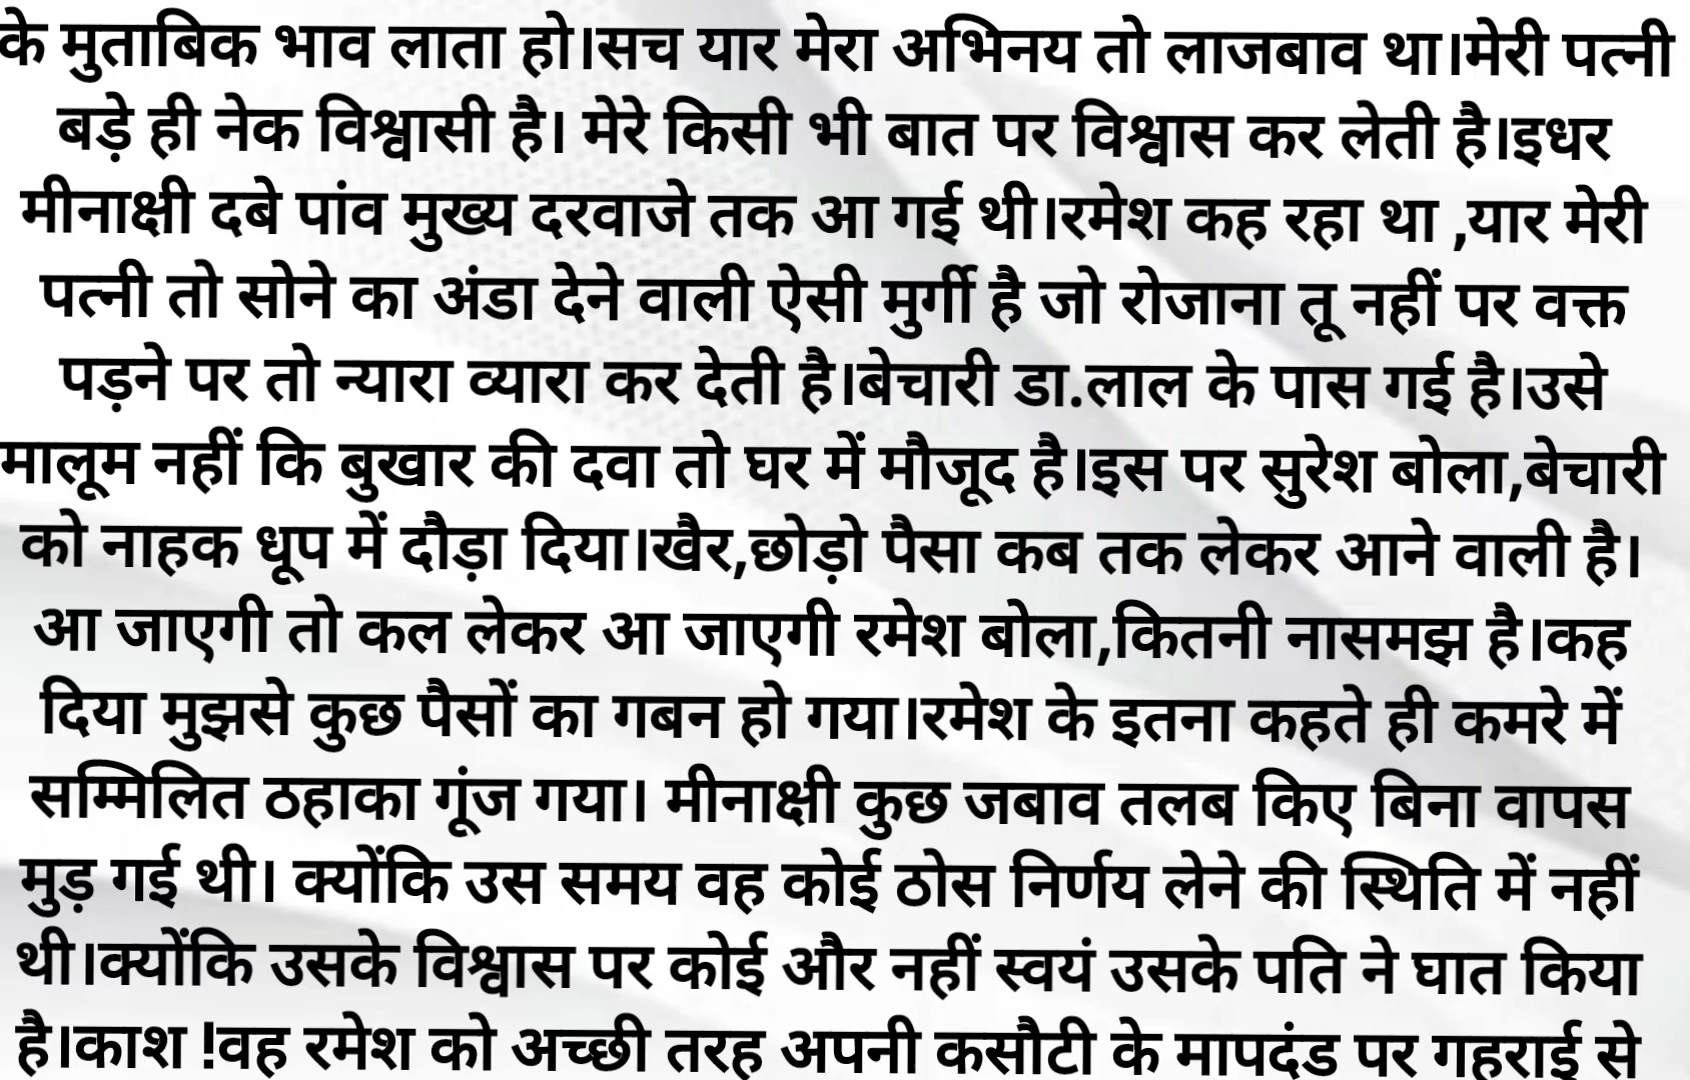 के मुताबिक भाव लाता हो।सच यार मेरा अभिनय तो लाजबाव था।मेरी पत्नी
बड़े ही नेक विश्वासी है। मेरे किसी भी बात पर विश्वास कर लेती है।इधर
मीनाक्षी दबे पांव मुख्य दरवाजे तक आ गई थी।रमेश कह रहा था ,यार मेरी
पत्नी तो सोने का अंडा देने वाली ऐसी मुर्गी है जो रोजाना तू नहीं पर वक्त
पड़ने पर तो न्यारा व्यारा कर देती है।बेचारी डा.लाल के पास गई है।उसे
मालूम नहीं कि बुखार की दवा तो घर में मौजूद है।इस पर सुरेश बोला,बेचारी
को नाहक धूप में दौड़ा दिया।खैर,छोड़ो पैसा कब तक लेकर आने वाली है।
आ जाएगी तो कल लेकर आ जाएगी रमेश बोला,कितनी नासमझ है।कह
दिया मुझसे कुछ पैसों का गबन हो गया।रमेश के इतना कहते ही कमरे में
सम्मिलित ठहाका गूंज गया। मीनाक्षी कुछ जबाव तलब किए बिना वापस
मुड़ गई थी। क्योंकि उस समय वह कोई ठोस निर्णय लेने की स्थिति में नहीं
थी।क्योंकि उसके विश्वास पर कोई और नहीं स्वयं उसके पति ने घात किया
है।काश !वह रमेश को अच्छी तरह अपनी कसौटी के मापदंड पर गहराई से